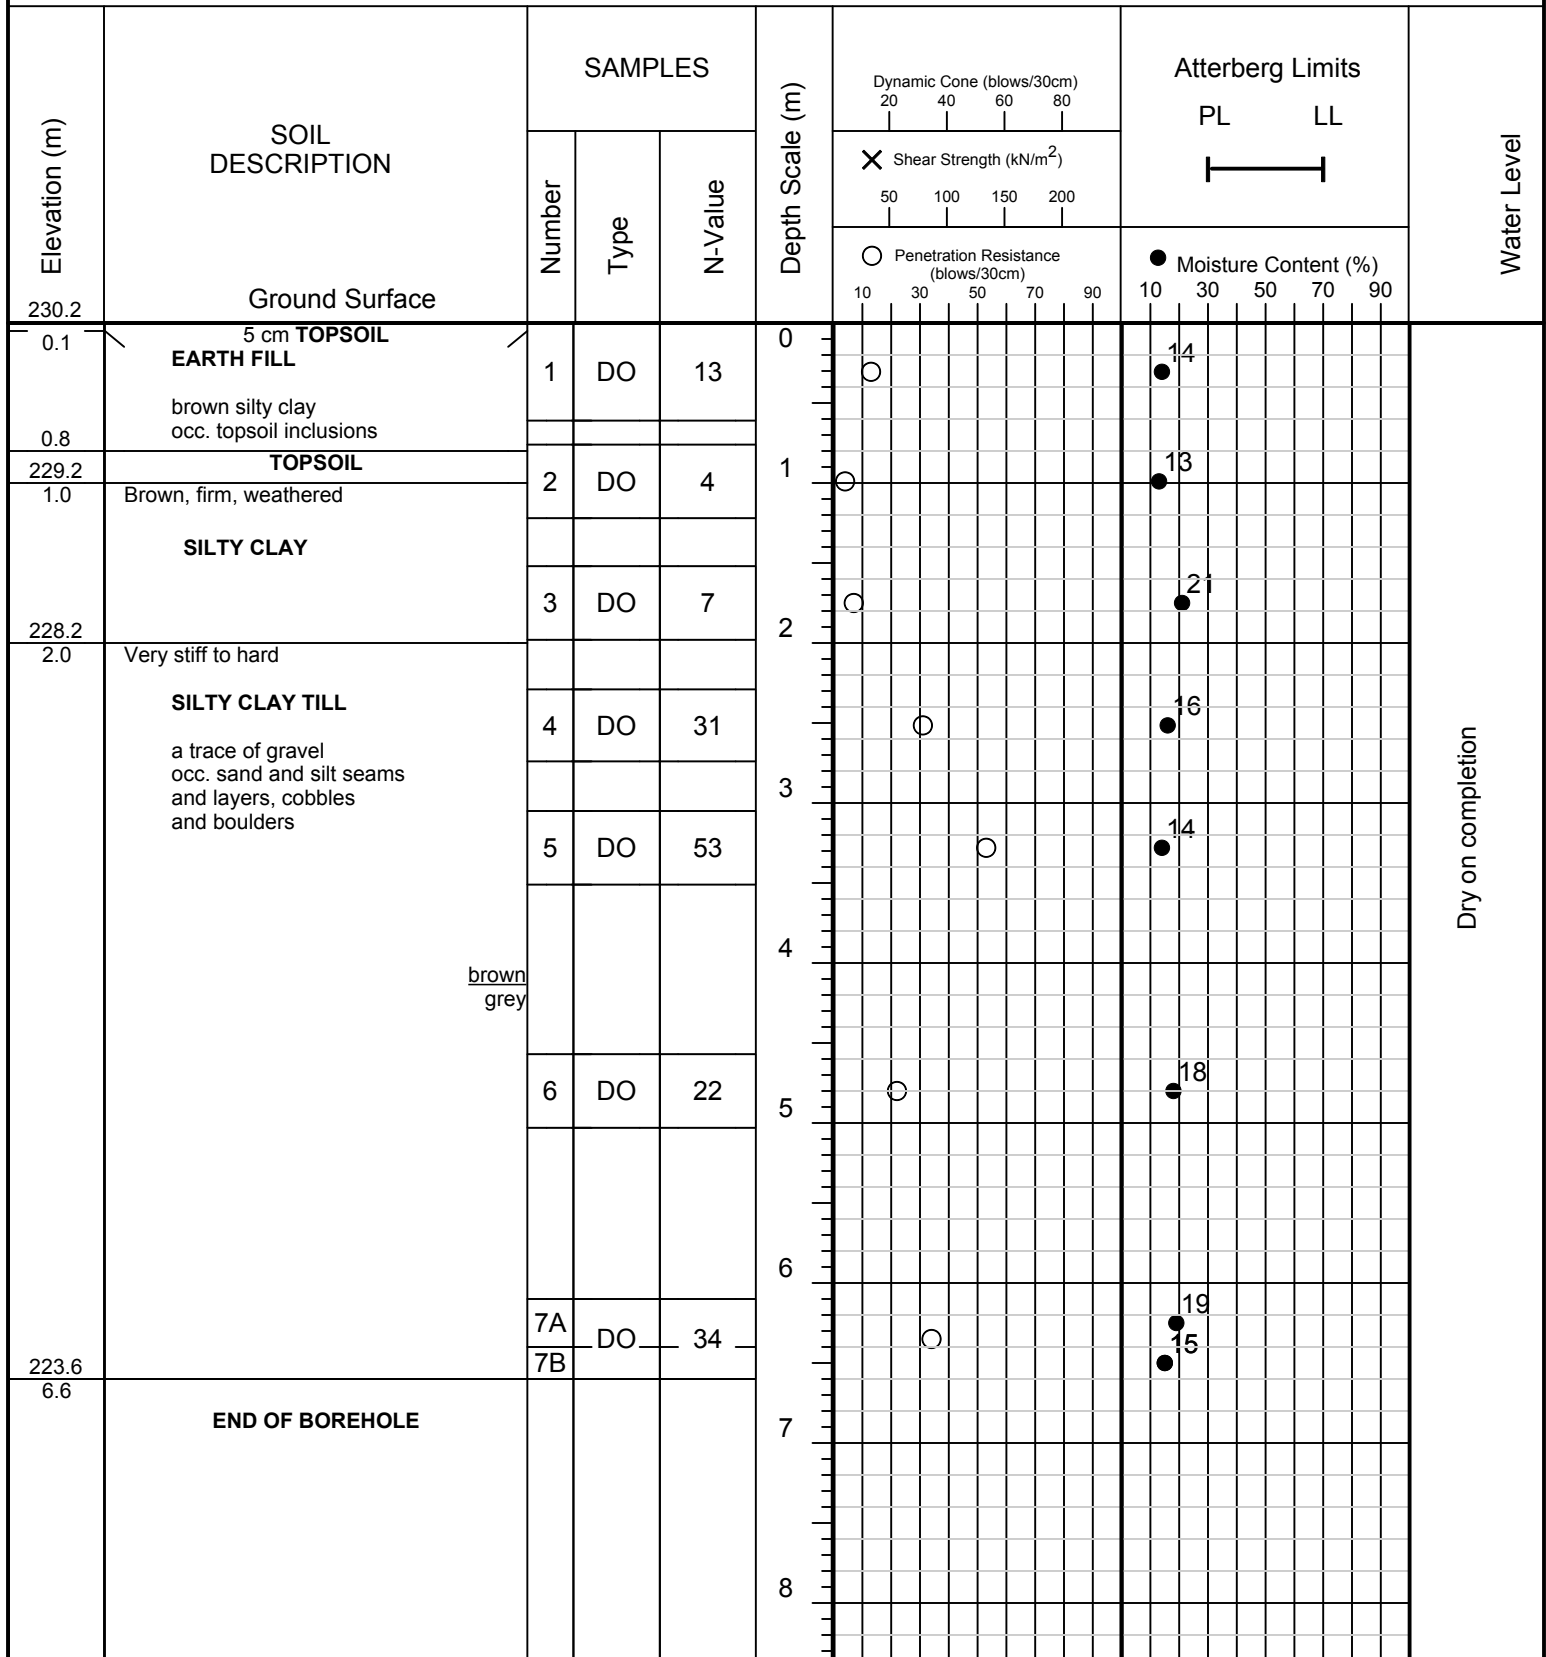 Elevation (m)
SOIL
DESCRIPTION
Ground Surface
SAMPLES
Number
Type
N-Value
Depth Scale (m)
Dynamic Cone (blows/30cm)
20 40 60 80
Shear Strength (kN/m2)
50 100 150 200
Penetration Resistance
(blows/30cm)
10 30 50 70 90
Atterberg Limits
PL LL
Moisture Content (%)
10 30 50 70 90
Water Level
230.2
5 cm TOPSOIL
0.1
EARTH FILL
brown silty clay
occ. topsoil inclusions
1 DO 13
0
14
0.8
TOPSOIL
229.2
1.0
Brown, firm, weathered
SILTY CLAY
2 DO 4
1
13
3 DO 7
21
228.2
2
2.0
Very stiff to hard
SILTY CLAY TILL
a trace of gravel
occ. sand and silt seams
and layers, cobbles
and boulders
4 DO 31
16
3
5 DO 53
14
Dry on completion
4
brown
grey
6 DO 22
18
5
6
7A
DO 34
7B
19
15
223.6
6.6
END OF BOREHOLE
7
8